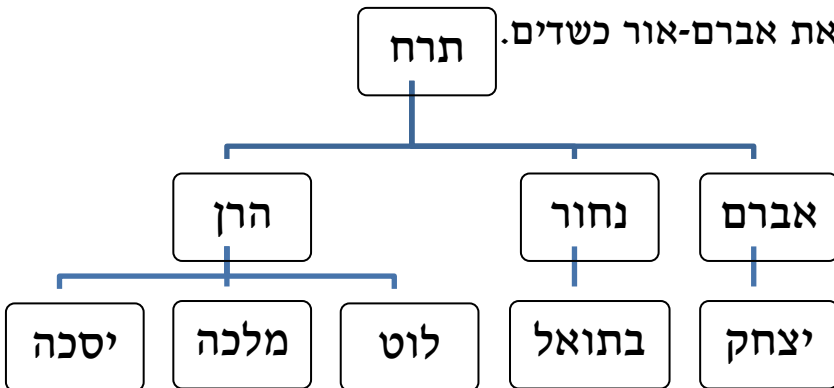 את אברם-אור כשדים.
תרח
אברם נחור הרן
יצחק בתואל לוט מלכה יסכה